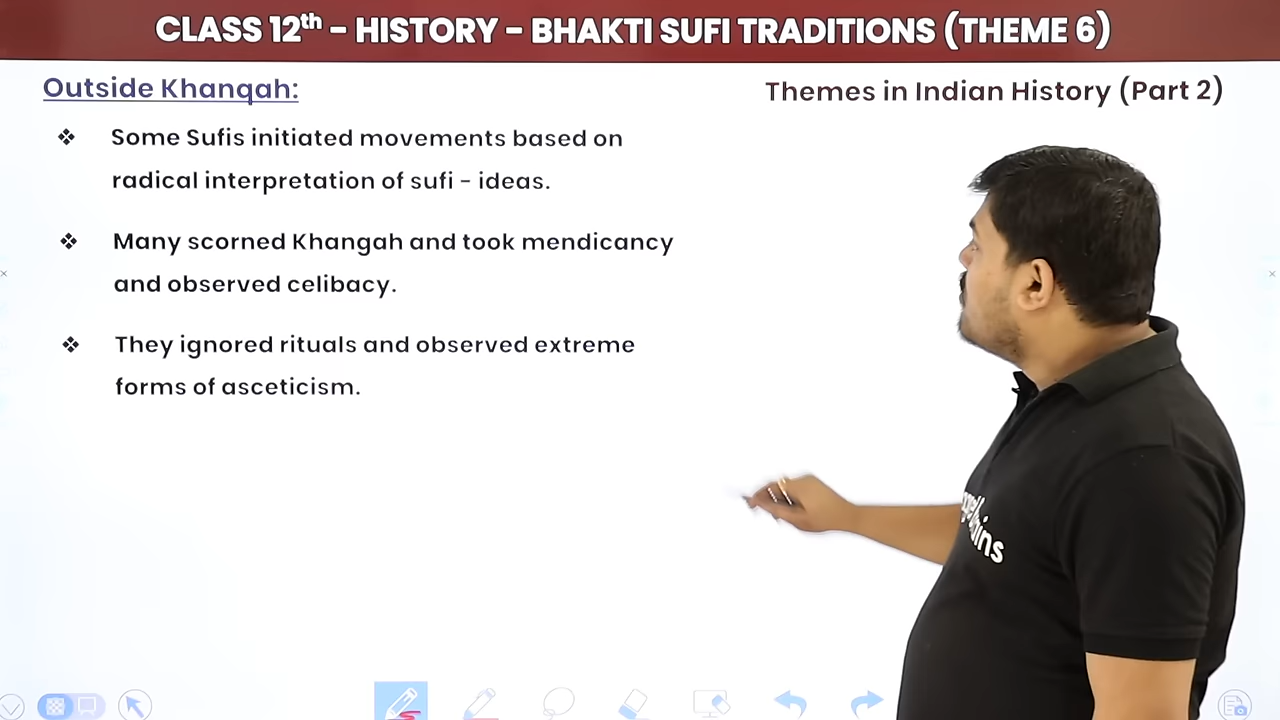 CLASS 12th - HISTORY - BHAKTI SUFI TRADITIONS (THEME 6)
Outside Khanqah:
Themes in Indian History (Part 2)
❖ Some Sufis initiated movements based on
radical interpretation of sufi - ideas.
❖ Many scorned Khangah and took mendicancy
and observed celibacy.
❖ They ignored rituals and observed extreme
forms of asceticism.